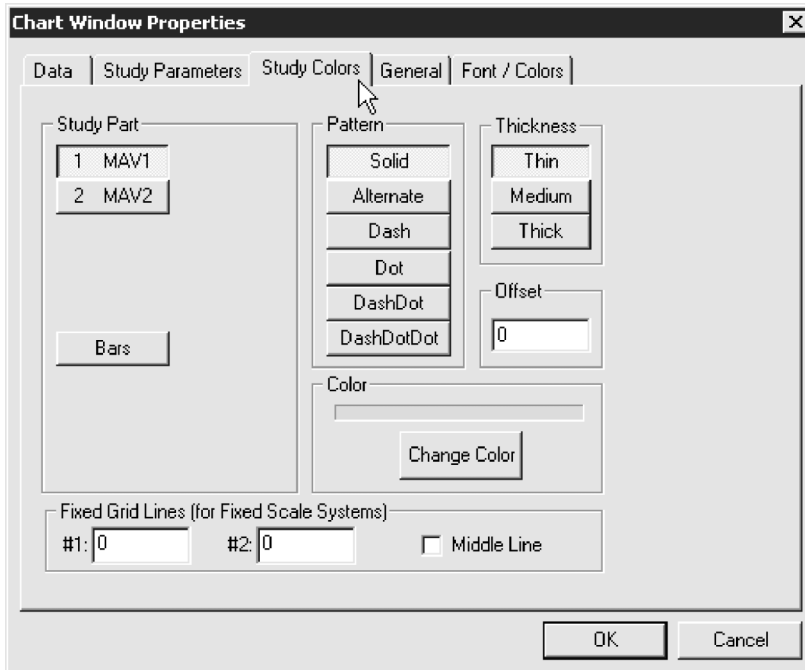 Chart Window Properties
Data
Study Parameters
Study Colors
General
Font / Colors
Study Part
1 MAV1
2 MAV2
Bars
Pattern
Solid
Alternate
Dash
Dot
DashDot
DashDotDot
Thickness
Thin
Medium
Thick
Offset
0
Color
Change Color
Fixed Grid Lines (for Fixed Scale Systems)
#1: 0
#2: 0
Middle Line
OK
Cancel